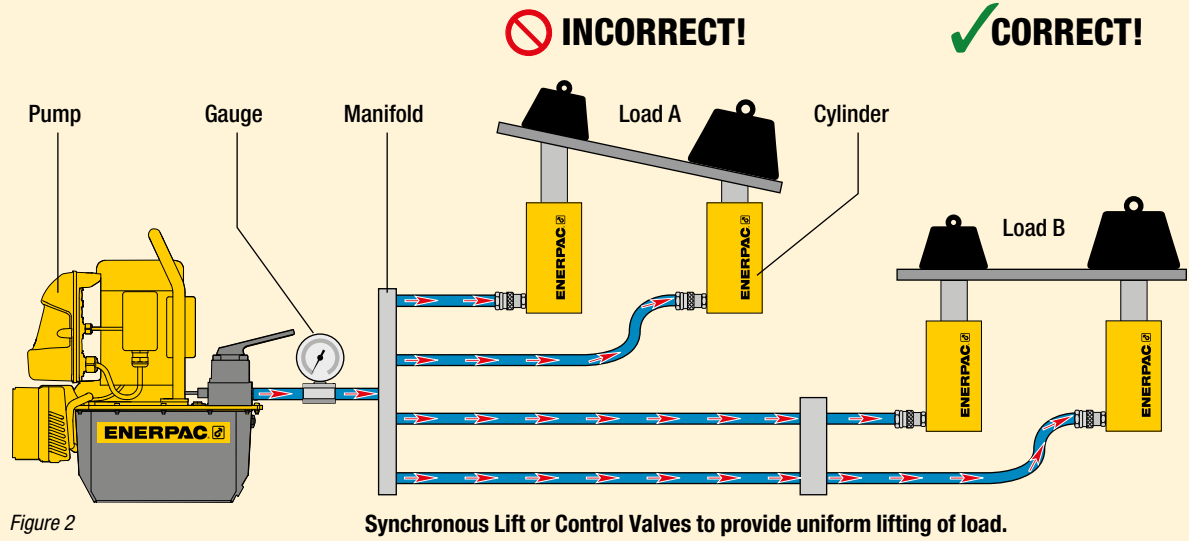 INCORRECT!
CORRECT!
Pump
Gauge
Manifold
Load A
Cylinder
Load B
ENERPAC
ENERPAC
ENERPAC
ENERPAC
ENERPAC
Figure 2
Synchronous Lift or Control Valves to provide uniform lifting of load.